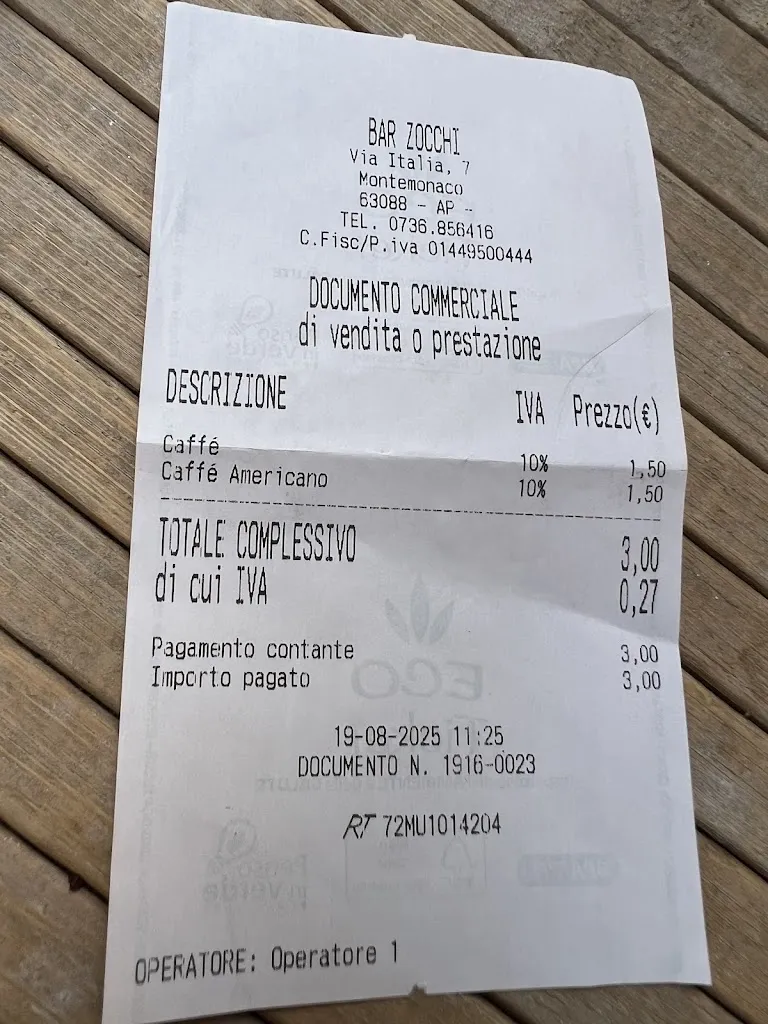 BAR ZOCCHI
Via Italia, 7
Montemonaco
63088 - AP -
TEL. 0736.856416
C.Fisc/P.iva 01449500444
DOCUMENTO COMMERCIALE
di vendita o prestazione
DESCRIZIONE IVA Prezzo(€)
Caffé 10% 1,50
Caffé Americano 10% 1,50
TOTALE COMPLESSIVO 3,00
di cui IVA 0,27
Pagamento contante 3,00
Importo pagato 3,00
19-08-2025 11:25
DOCUMENTO N. 1916-0023
RT 72MU1014204
OPERATORE: Operatore 1